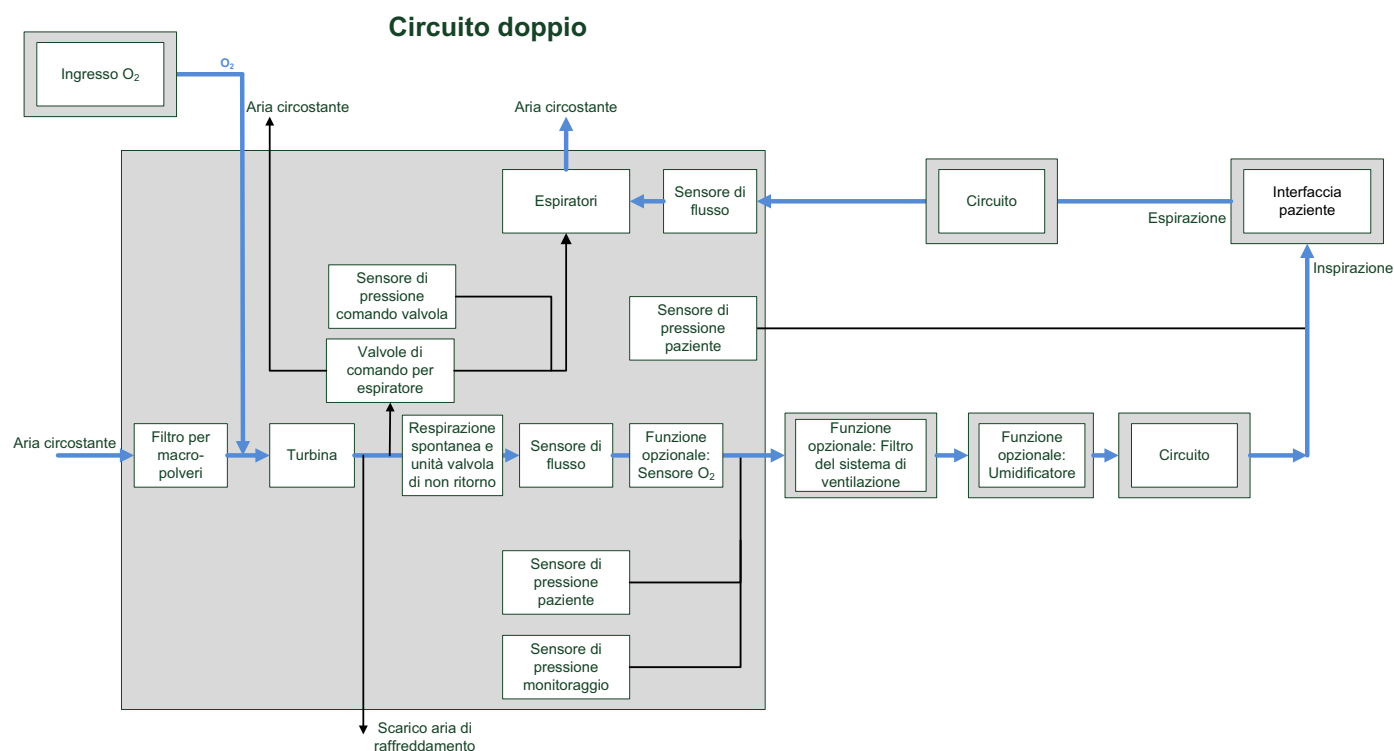 Circuito doppio
Ingresso O₂
O₂
Aria circostante
Aria circostante
Espiratori
Sensore di
flusso
Circuito
Interfaccia
paziente
Espirazione
Inspirazione
Sensore di
pressione
comando valvola
Sensore di
pressione
paziente
Valvole di
comando per
espiratore
Aria circostante
Filtro per
macro-
polveri
Turbina
Respirazione
spontanea e
unità valvola
di non ritorno
Sensore di
flusso
Funzione
opzionale:
Sensore O₂
Funzione
opzionale: Filtro
del sistema di
ventilazione
Funzione
opzionale:
Umidificatore
Circuito
Sensore di
pressione
paziente
Sensore di
pressione
monitoraggio
Scarico aria di
raffreddamento